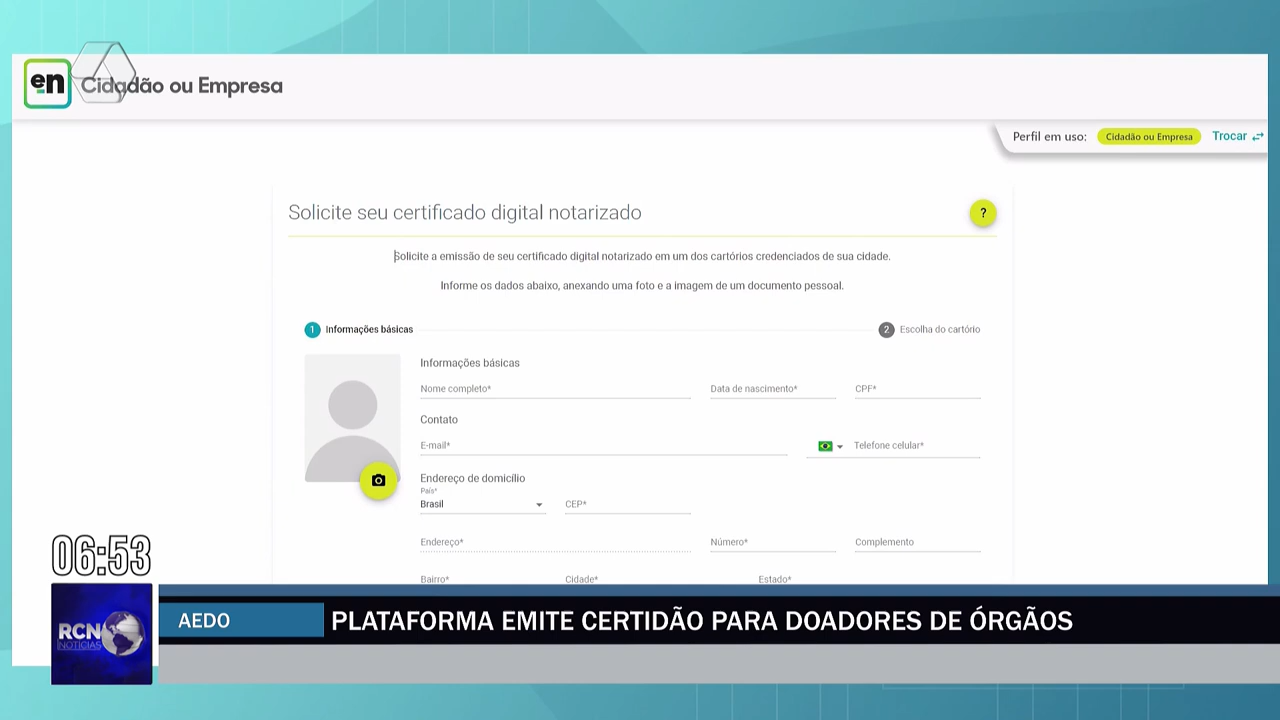 en Cidadão ou Empresa
Perfil em uso: Cidadão ou Empresa Trocar
Solicite seu certificado digital notarizado
?
Solicite a emissão de seu certificado digital notarizado em um dos cartórios credenciados de sua cidade.
Informe os dados abaixo, anexando uma foto e a imagem de um documento pessoal.
1 Informações básicas
2 Escolha do cartório
Informações básicas
Nome completo* Data de nascimento* CPF*
Contato
E-mail* Telefone celular*
Endereço de domicílio
País*
Brasil CEP*
Endereço* Número* Complemento
Bairro* Cidade* Estado*
06:53
RCN
NOTÍCIAS
AEDO
PLATAFORMA EMITE CERTIDÃO PARA DOADORES DE ÓRGÃOS